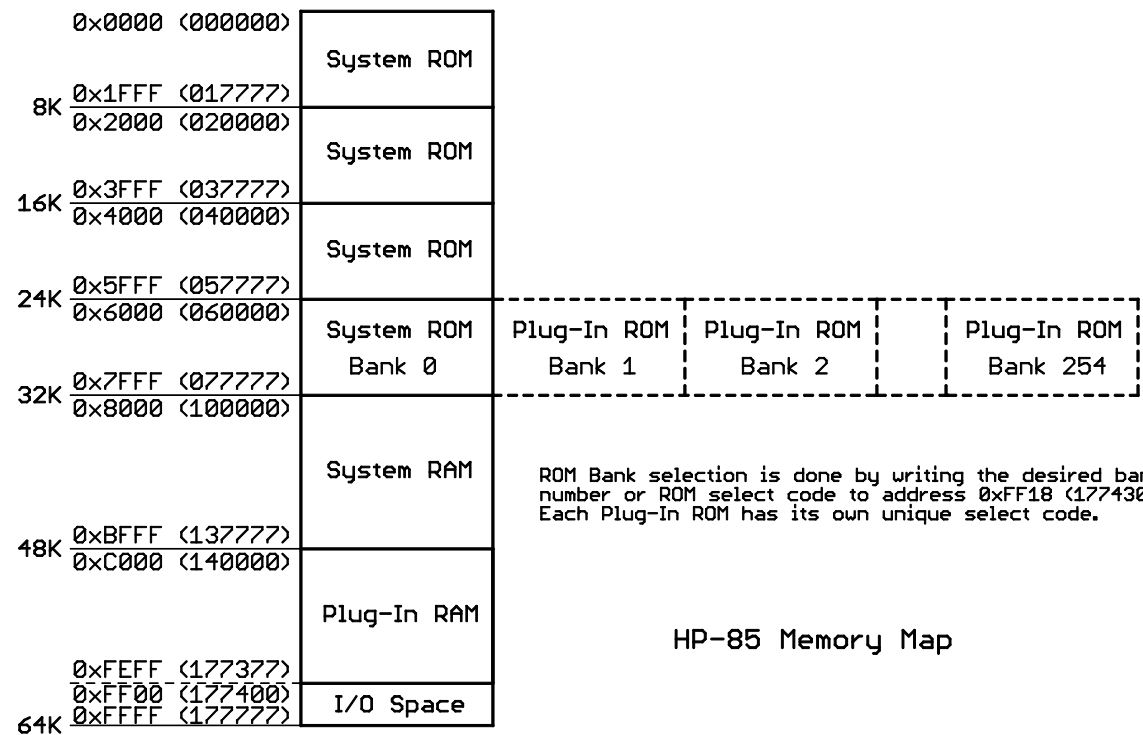 0x0000 (000000)
System ROM
0x1FFF (017777)
8K
0x2000 (020000)
System ROM
0x3FFF (037777)
16K
0x4000 (040000)
System ROM
0x5FFF (057777)
24K
0x6000 (060000)
System ROM
Bank 0
Plug-In ROM
Bank 1
Plug-In ROM
Bank 2
Plug-In ROM
Bank 254
0x7FFF (077777)
32K
0x8000 (100000)
System RAM
ROM Bank selection is done by writing the desired
number or ROM select code to address 0xFF18 (177430
Each Plug-In ROM has its own unique select code.
0xBFFF (137777)
48K
0xC000 (140000)
Plug-In RAM
HP-85 Memory Map
0xFEFF (177377)
0xFF00 (177400)
I/O Space
0xFFFF (177777)
64K